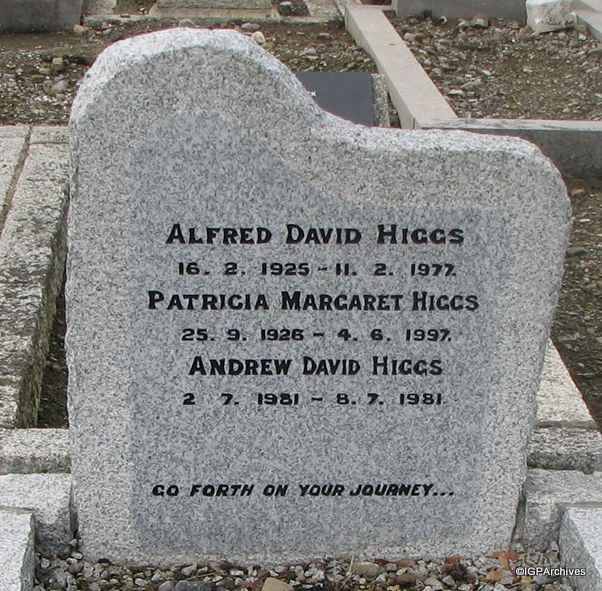 ALFRED DAVID HIGGS
16. 2. 1925 - 11. 2. 1977.
PATRICIA MARGARET HIGGS
25. 9. 1926 - 4. 6. 1997.
ANDREW DAVID HIGGS
2 7. 1981 - 8. 7. 1981
GO FORTH ON YOUR JOURNEY...
©IGPArchives